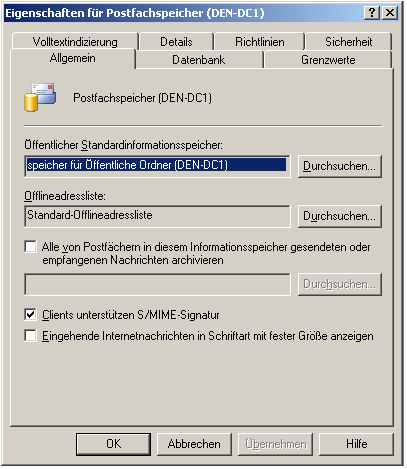 Eigenschaften für Postfachspeicher (DEN-DC1)
Volltextindizierung Details Richtlinien Sicherheit
Allgemein Datenbank Grenzwerte
Postfachspeicher (DEN-DC1)
Öffentlicher Standardinformationsspeicher:
speicher für Öffentliche Ordner (DEN-DC1) Durchsuchen...
Offlineadressliste:
Standard-Offlineadressliste Durchsuchen...
Alle von Postfächern in diesem Informationsspeicher gesendeten oder
empfangenen Nachrichten archivieren
Durchsuchen...
Clients unterstützen S/MIME-Signatur
Eingehende Internetnachrichten in Schriftart mit fester Größe anzeigen
OK Abbrechen Übernehmen Hilfe